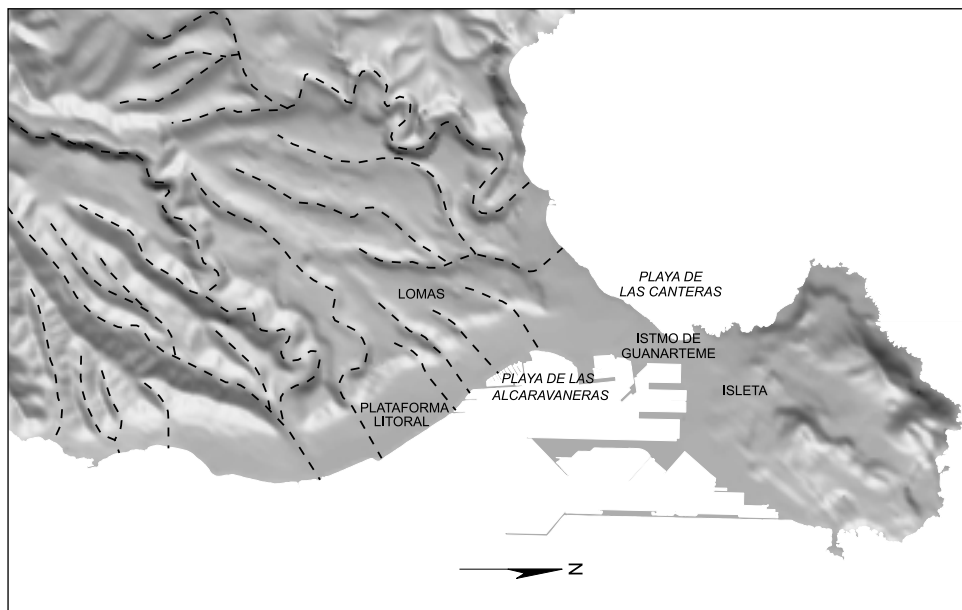 PLAYA DE
LAS CANTERAS
LOMAS
ISTMO DE
GUANARTEME
PLAYA DE LAS
ALCARAVANERAS
ISLETA
PLATAFORMA
LITORAL
N